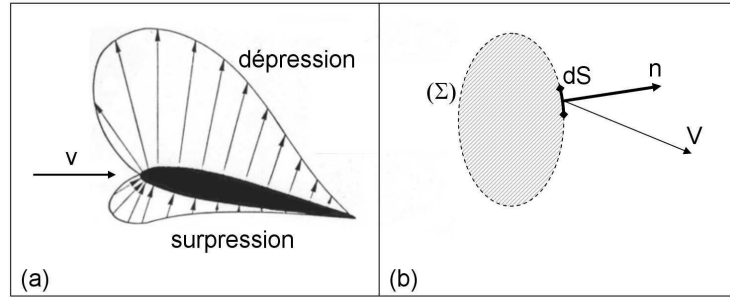 dépression
v
surpression
(a)
dS
n
(Σ)
V
(b)